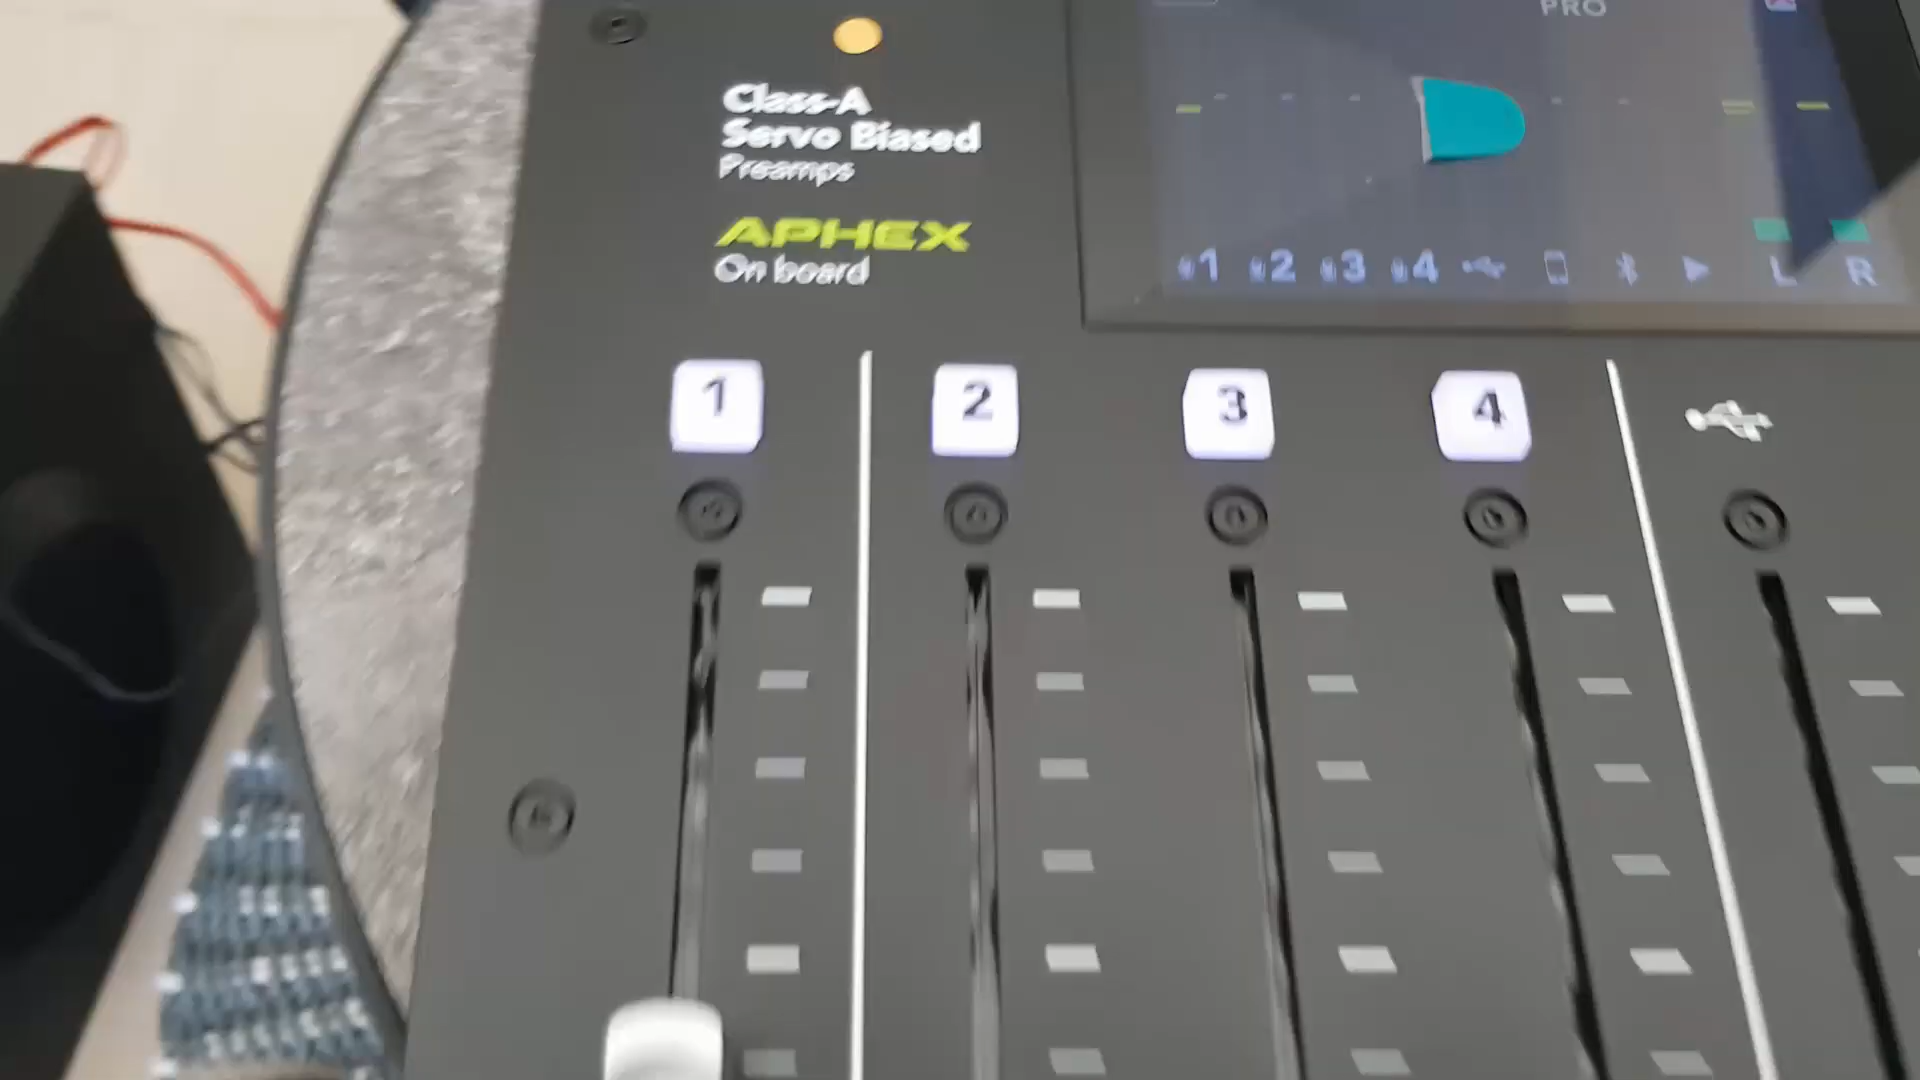 PRO
Class-A
Servo Biased
Preamps
APHEX
On board
1 2 3 4 L R
1 2 3 4